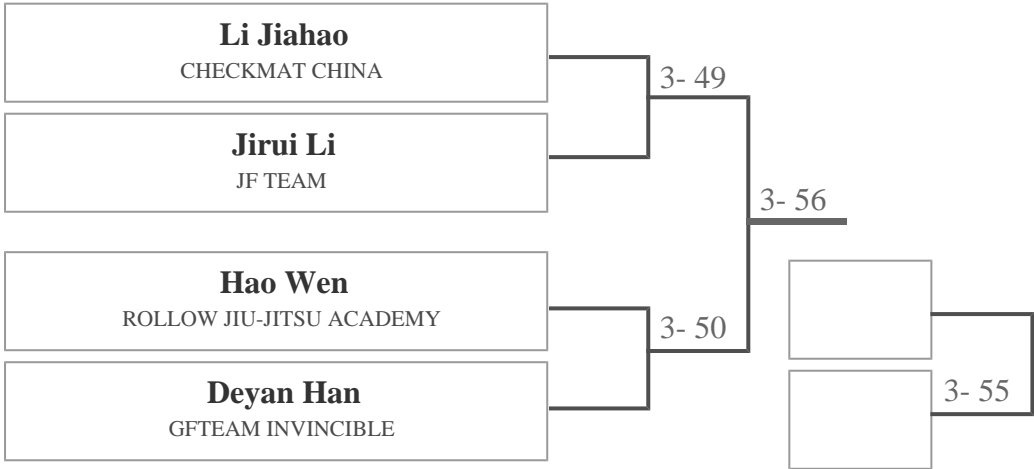 Li Jiahao
CHECKMAT CHINA
3- 49
Jirui Li
JF TEAM
3- 56
Hao Wen
ROLLOW JIU-JITSU ACADEMY
3- 50
Deyan Han
GFTEAM INVINCIBLE
3- 55